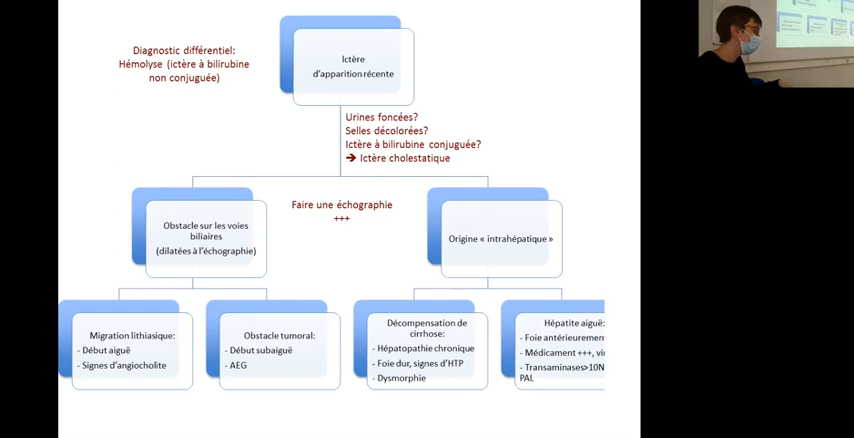 Diagnostic différentiel:
Hémolyse (ictère à bilirubine
non conjuguée)
Ictère
d'apparition récente
Urines foncées?
Selles décolorées?
Ictère à bilirubine conjuguée?
➔ Ictère cholestatique
Faire une échographie
+++
Obstacle sur les voies
biliaires
(dilatées à l'échographie)
Origine « intrahépatique »
Migration lithiasique:
- Début aiguë
- Signes d'angiocholite
Obstacle tumoral:
- Début subaiguë
- AEG
Décompensation de
cirrhose:
- Hépatopathie chronique
- Foie dur, signes d'HTP
- Dysmorphie
Hépatite aiguë:
- Foie antérieuremen
- Médicament +++, vi
- Transaminases>10N
PAL